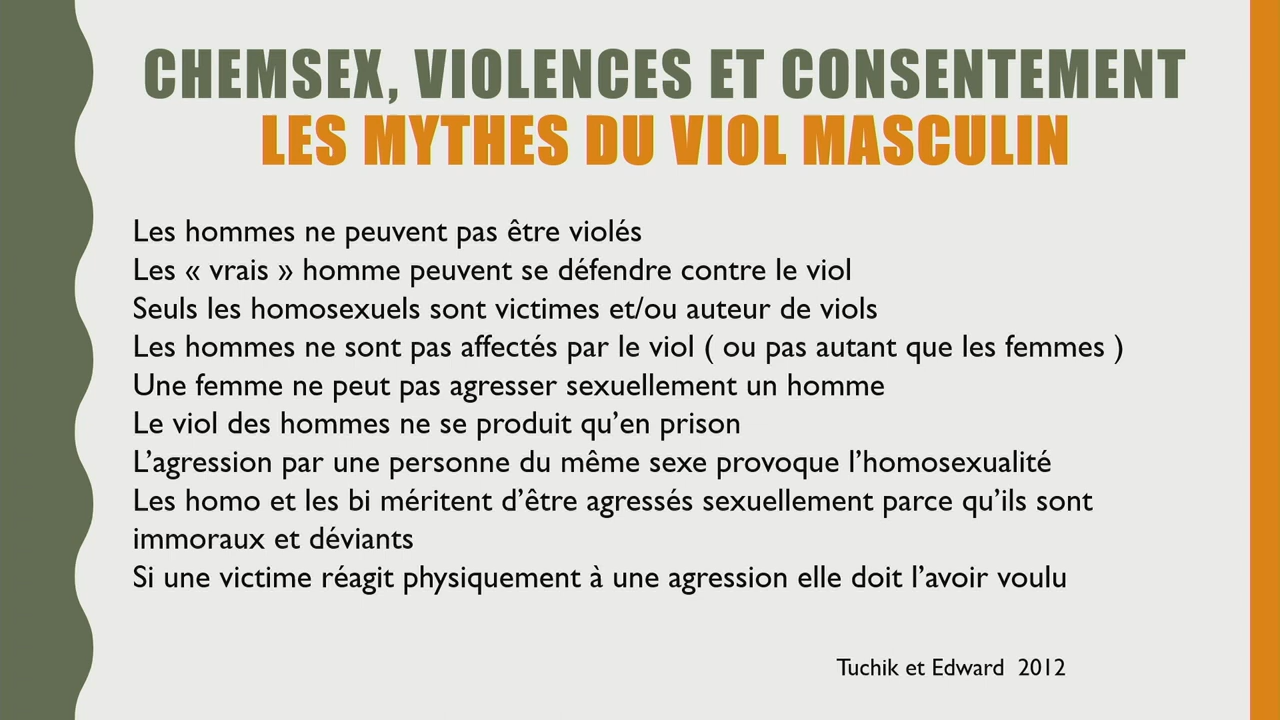 CHEMSEX, VIOLENCES ET CONSENTEMENT
LES MYTHES DU VIOL MASCULIN
Les hommes ne peuvent pas être violés
Les « vrais » homme peuvent se défendre contre le viol
Seuls les homosexuels sont victimes et/ou auteur de viols
Les hommes ne sont pas affectés par le viol ( ou pas autant que les femmes )
Une femme ne peut pas agresser sexuellement un homme
Le viol des hommes ne se produit qu’en prison
L’agression par une personne du même sexe provoque l’homosexualité
Les homo et les bi méritent d’être agressés sexuellement parce qu’ils sont
immoraux et déviants
Si une victime réagit physiquement à une agression elle doit l’avoir voulu
Tuchik et Edward 2012